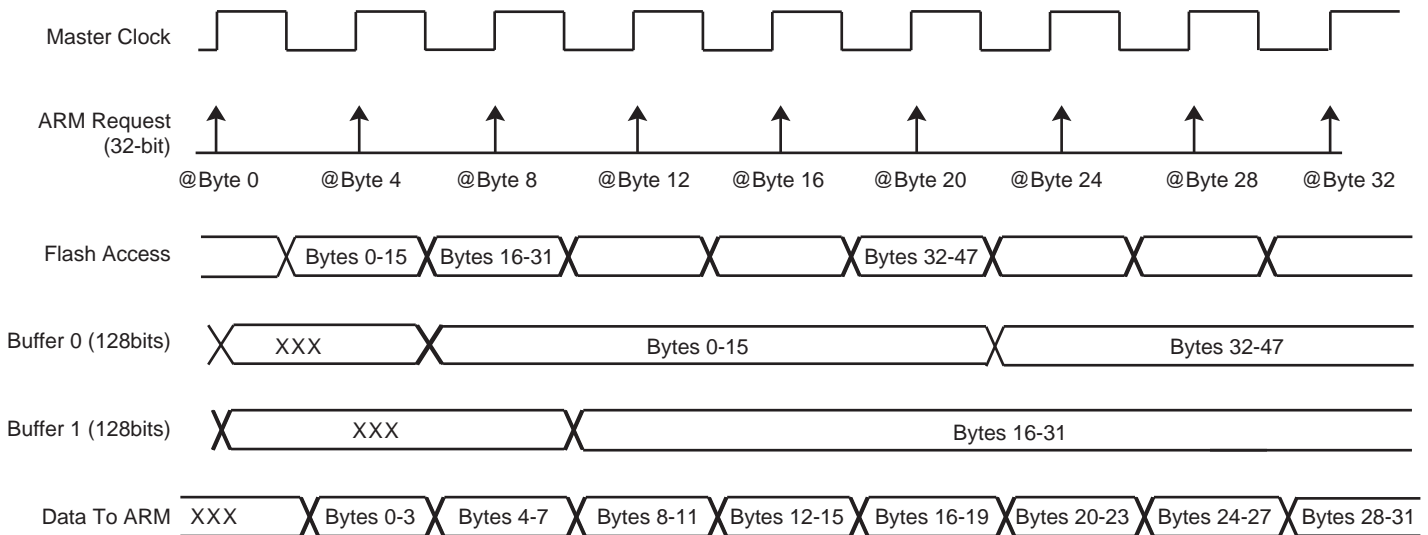 Master Clock
ARM Request
(32-bit)
@Byte 0 @Byte 4 @Byte 8 @Byte 12 @Byte 16 @Byte 20 @Byte 24 @Byte 28 @Byte 32
Flash Access Bytes 0-15 Bytes 16-31 Bytes 32-47
Buffer 0 (128bits) XXX Bytes 0-15 Bytes 32-47
Buffer 1 (128bits) XXX Bytes 16-31
Data To ARM XXX Bytes 0-3 Bytes 4-7 Bytes 8-11 Bytes 12-15 Bytes 16-19 Bytes 20-23 Bytes 24-27 Bytes 28-31